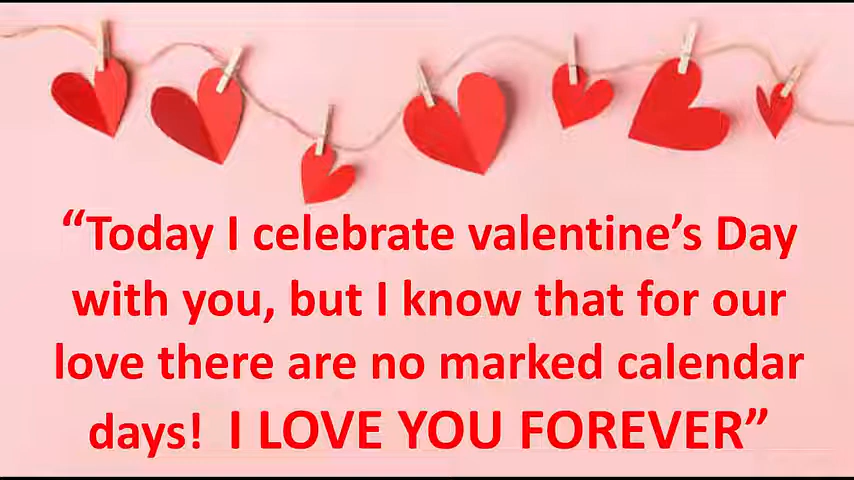 “Today I celebrate valentine’s Day
with you, but I know that for our
love there are no marked calendar
days!  I LOVE YOU FOREVER”